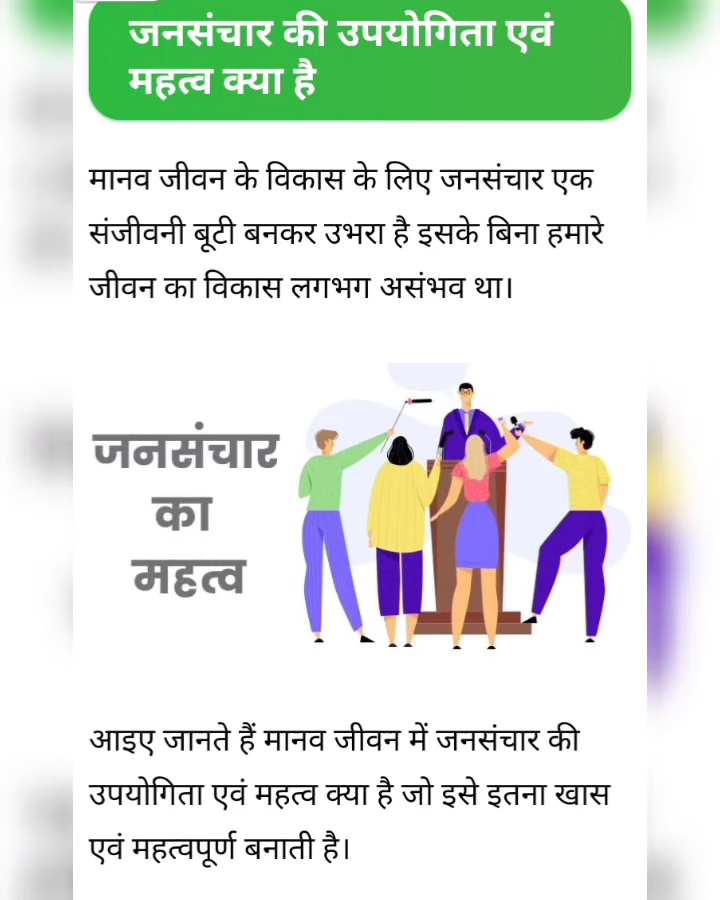 जनसंचार की उपयोगिता एवं
महत्व क्या है
मानव जीवन के विकास के लिए जनसंचार एक
संजीवनी बूटी बनकर उभरा है इसके बिना हमारे
जीवन का विकास लगभग असंभव था।
जनसंचार
का
महत्व
आइए जानते हैं मानव जीवन में जनसंचार की
उपयोगिता एवं महत्व क्या है जो इसे इतना खास
एवं महत्वपूर्ण बनाती है।